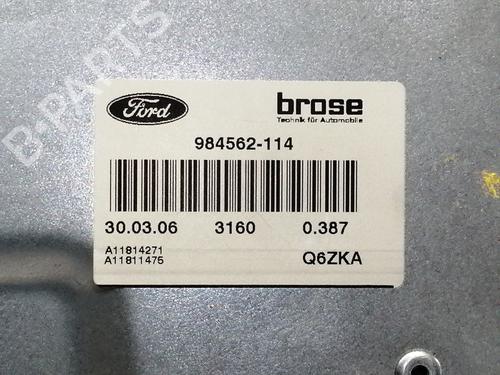 B-PARTS
Ford
brose
Technik für Automobile
984562-114
30.03.06 3160 0.387
A11814271
A11811475
Q6ZKA